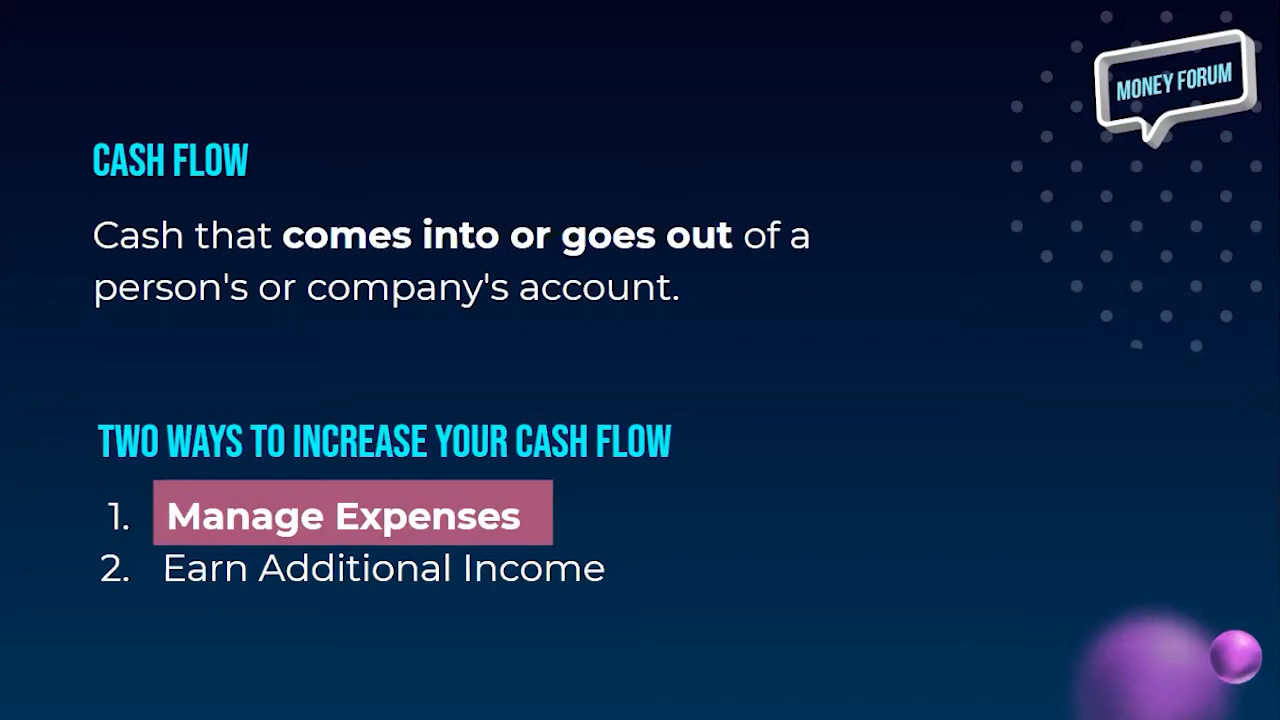 MONEY FORUM
CASH FLOW
Cash that comes into or goes out of a
person's or company's account.
TWO WAYS TO INCREASE YOUR CASH FLOW
1. Manage Expenses
2. Earn Additional Income